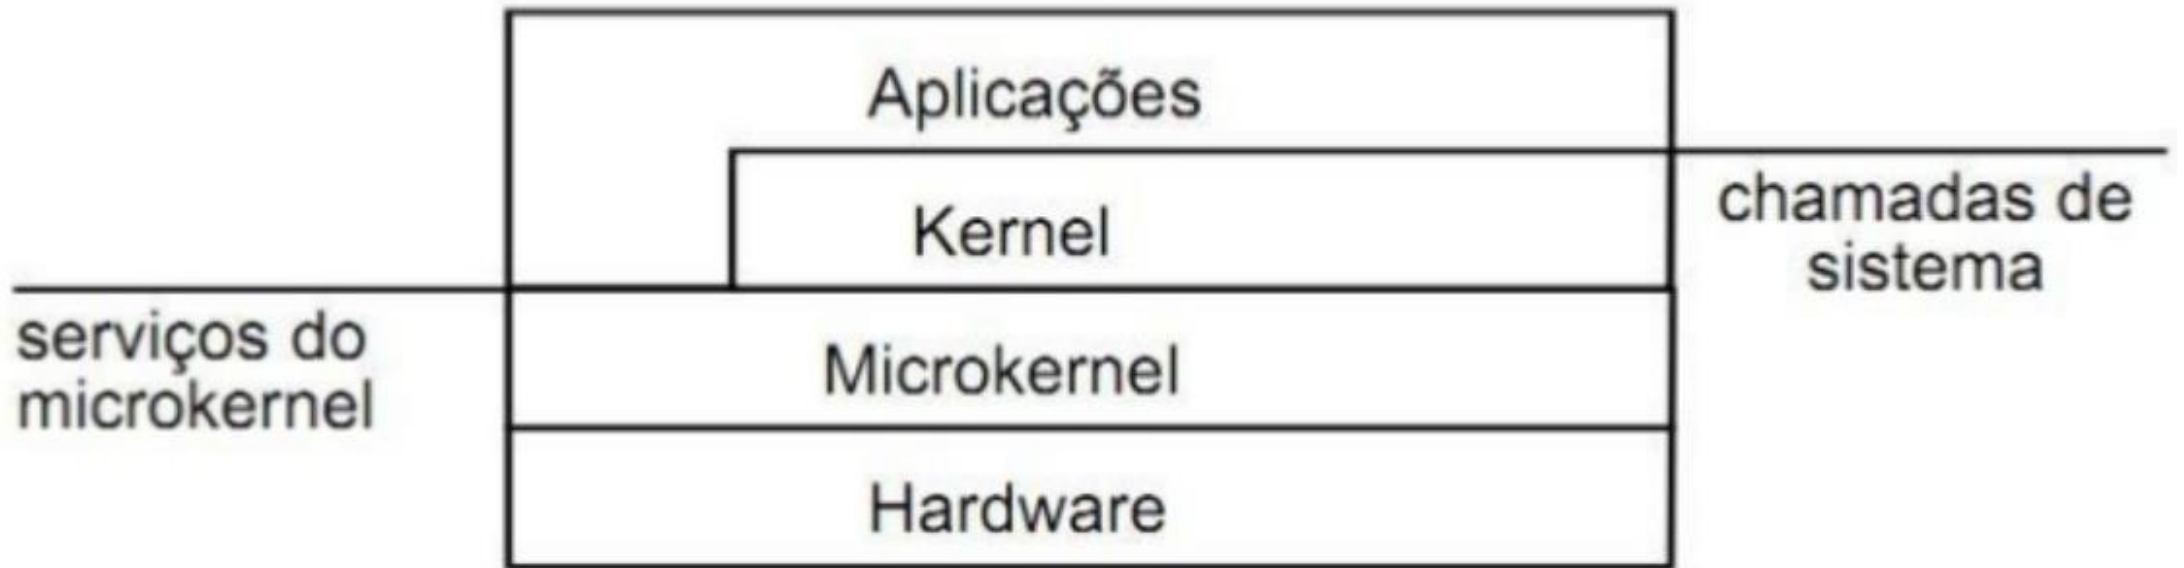 Aplicações
Kernel
chamadas de
sistema
serviços do
microkernel
Microkernel
Hardware